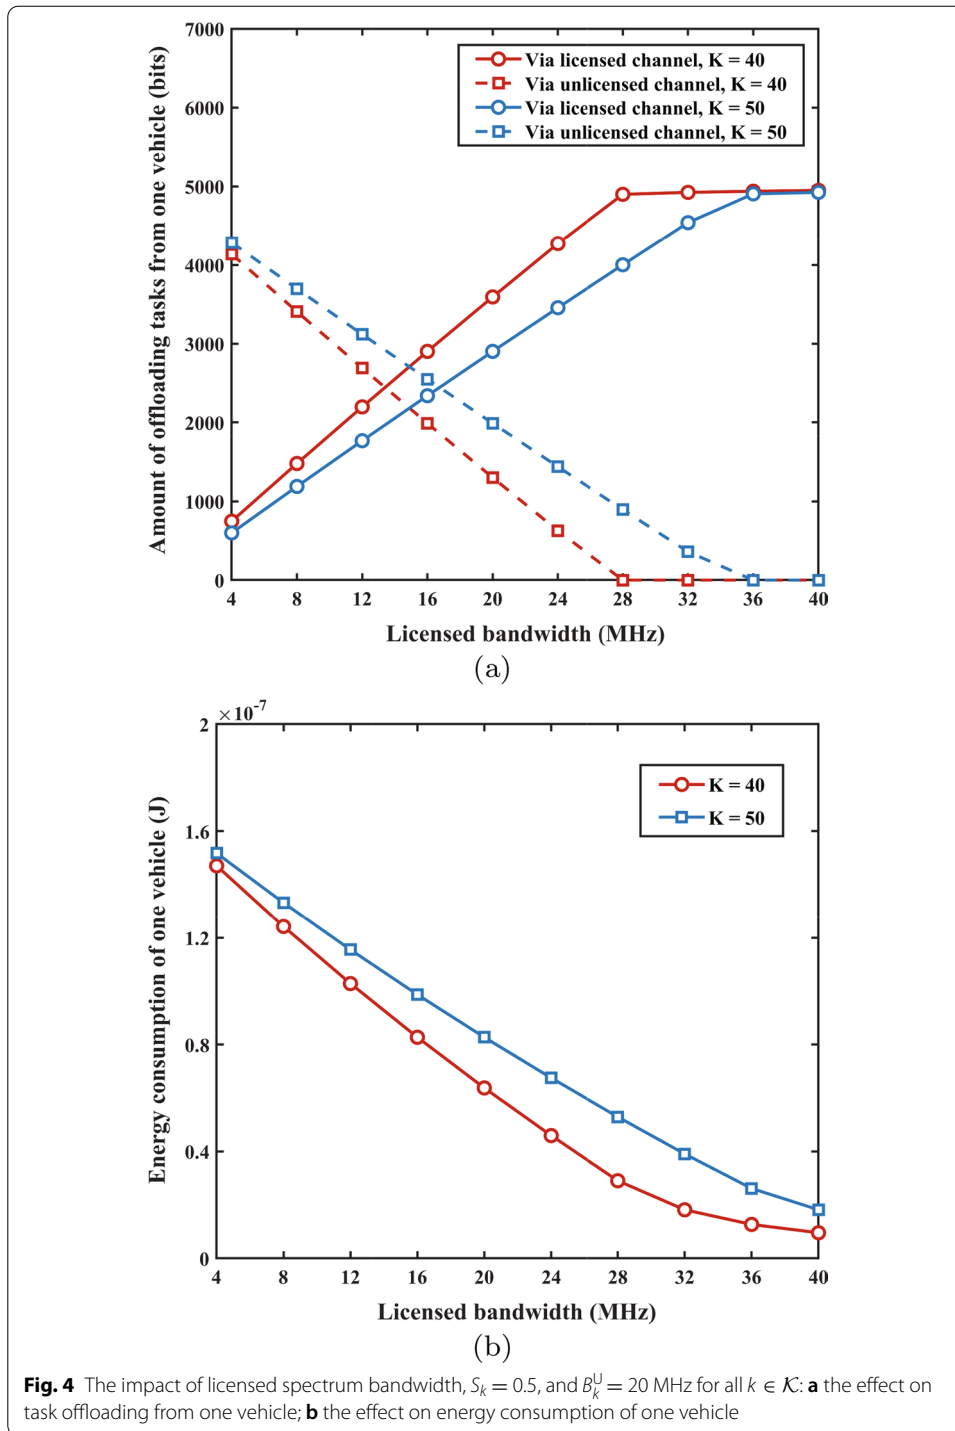 7000
6000
5000
4000
3000
2000
1000
0
Amount of offloading tasks from one vehicle (bits)
Via licensed channel, K = 40
Via unlicensed channel, K = 40
Via licensed channel, K = 50
Via unlicensed channel, K = 50
4 8 12 16 20 24 28 32 36 40
Licensed bandwidth (MHz)
(a)
×10⁻⁷
2
1.6
1.2
0.8
0.4
0
Energy consumption of one vehicle (J)
K = 40
K = 50
4 8 12 16 20 24 28 32 36 40
Licensed bandwidth (MHz)
(b)
Fig. 4 The impact of licensed spectrum bandwidth, $S_k = 0.5$, and $B_k^{\mathrm{U}} = 20$ MHz for all $k \in \mathcal{K}$: a the effect on
task offloading from one vehicle; b the effect on energy consumption of one vehicle